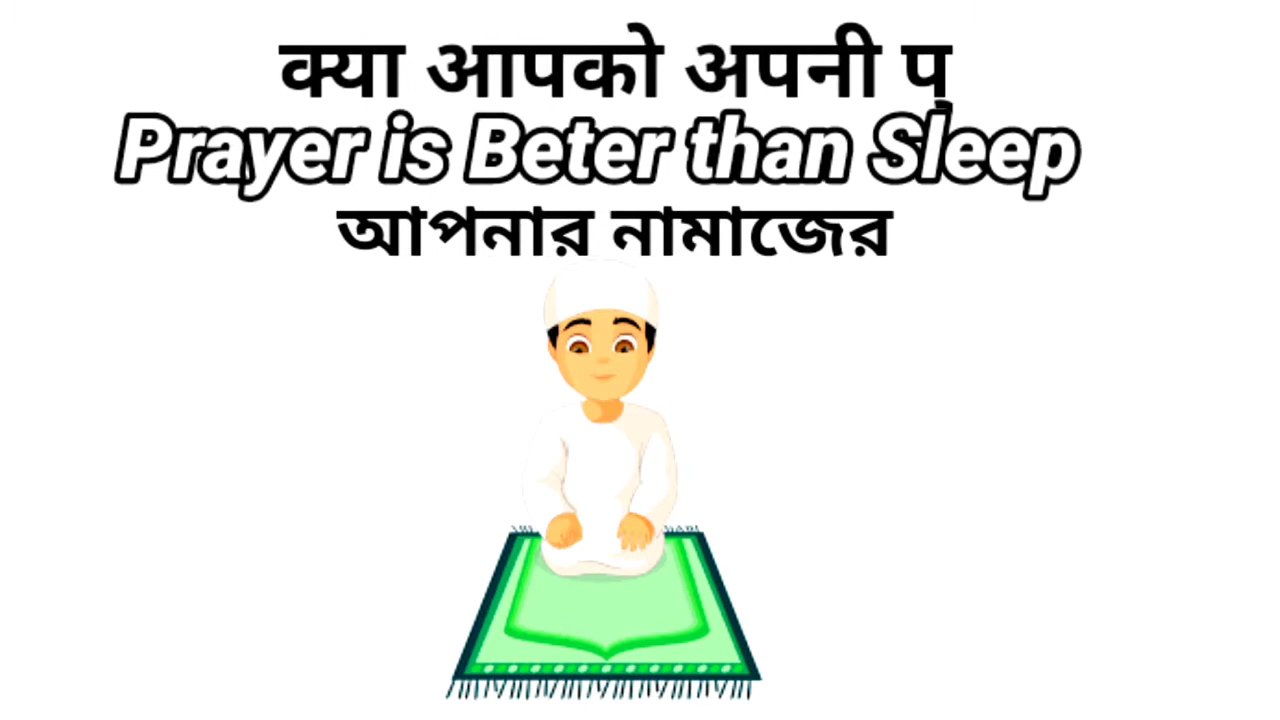 क्या आपको अपनी प्
Prayer is Beter than Sleep
আপনার নামাজের